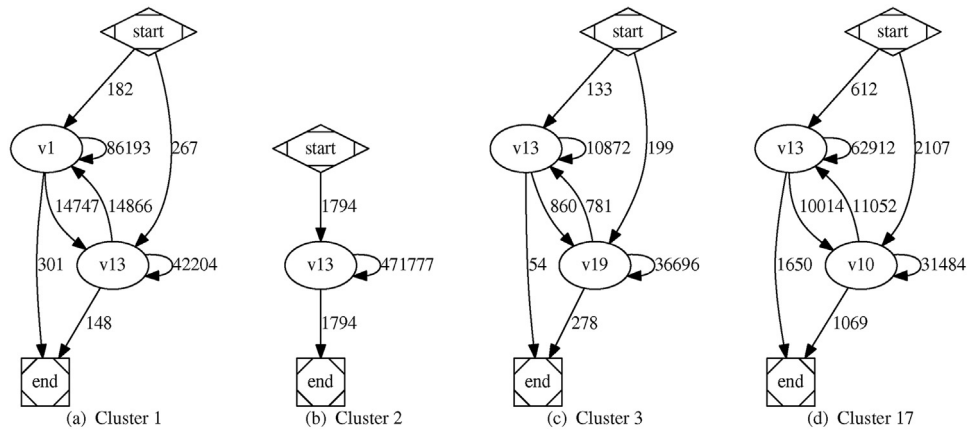 start
182
267
v1
86193
14747
14866
v13
42204
301
148
end
(a) Cluster 1
start
1794
v13
471777
1794
end
(b) Cluster 2
start
133
199
v13
10872
860
781
v19
36696
54
278
end
(c) Cluster 3
start
612
2107
v13
62912
10014
11052
v10
31484
1650
1069
end
(d) Cluster 17